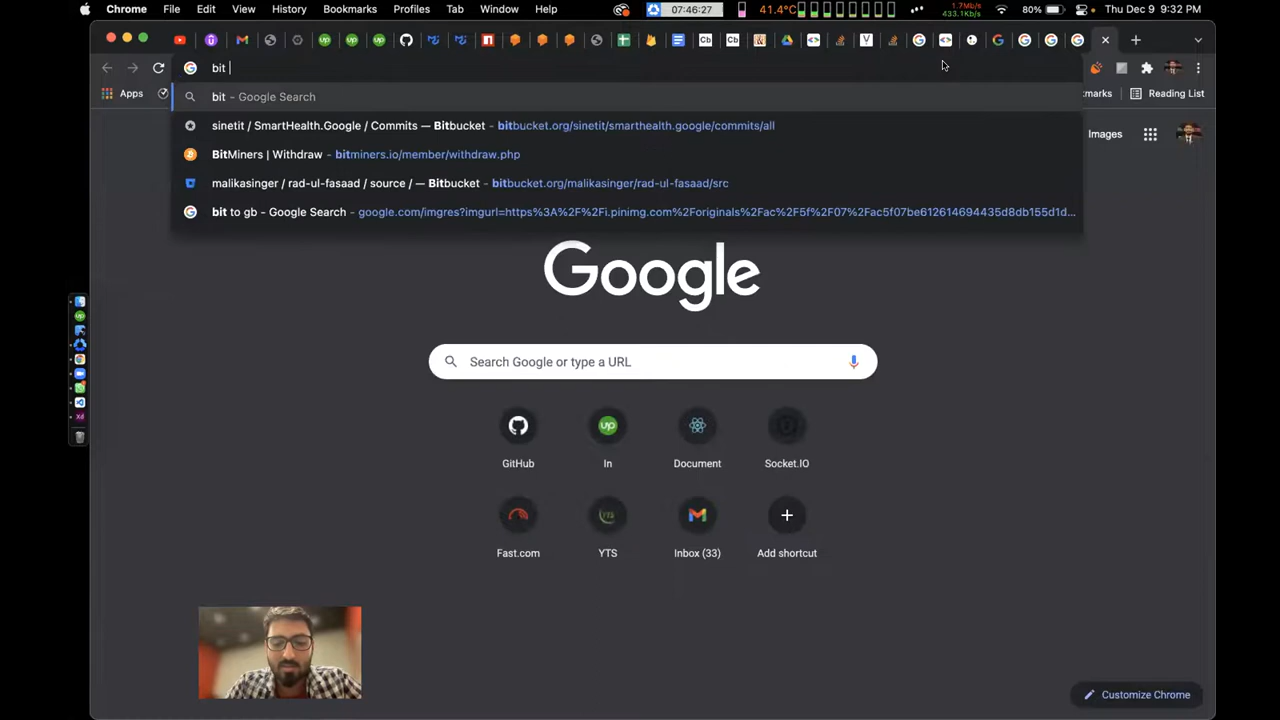 Chrome File Edit View History Bookmarks Profiles Tab Window Help 07:46:27 41.4°C 1.7Mb/s 433.1Kb/s 80% Thu Dec 9 9:32 PM
bit
Apps
bit - Google Search
marks
Reading List
sinetit / SmartHealth.Google / Commits — Bitbucket - bitbucket.org/sinetit/smarthealth.google/commits/all
Images
BitMiners | Withdraw - bitminers.io/member/withdraw.php
malikasinger / rad-ul-fasaad / source / — Bitbucket - bitbucket.org/malikasinger/rad-ul-fasaad/src
bit to gb - Google Search - google.com/imgres?imgurl=https%3A%2F%2Fi.pinimg.com%2Foriginals%2Fac%2F5f%2F07%2Fac5f07be612614694435d8db155d1d...
Google
Search Google or type a URL
GitHub In Document Socket.IO
Fast.com YTS Inbox (33) Add shortcut
Customize Chrome